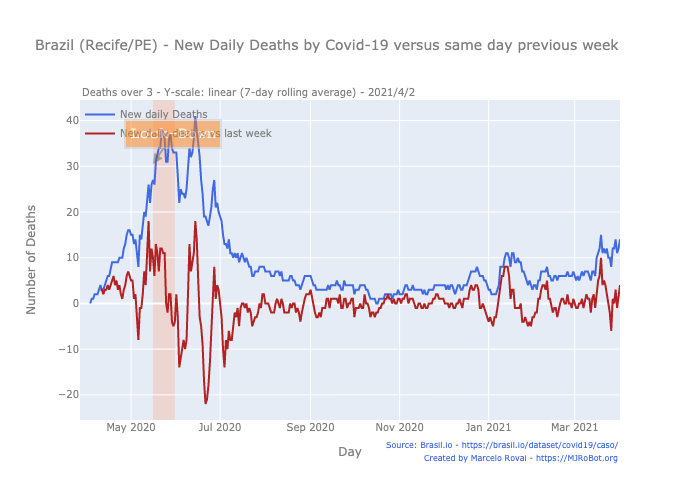 Brazil (Recife/PE) - New Daily Deaths by Covid-19 versus same day previous week
Deaths over 3 - Y-scale: linear (7-day rolling average) - 2021/4/2
New daily Deaths
last week
40
30
20
10
0
−10
−20
Number of Deaths
May 2020
Jul 2020
Sep 2020
Nov 2020
Jan 2021
Mar 2021
Day
Source: Brasil.io - https://brasil.io/dataset/covid19/caso/
Created by Marcelo Rovai - https://MJRoBot.org